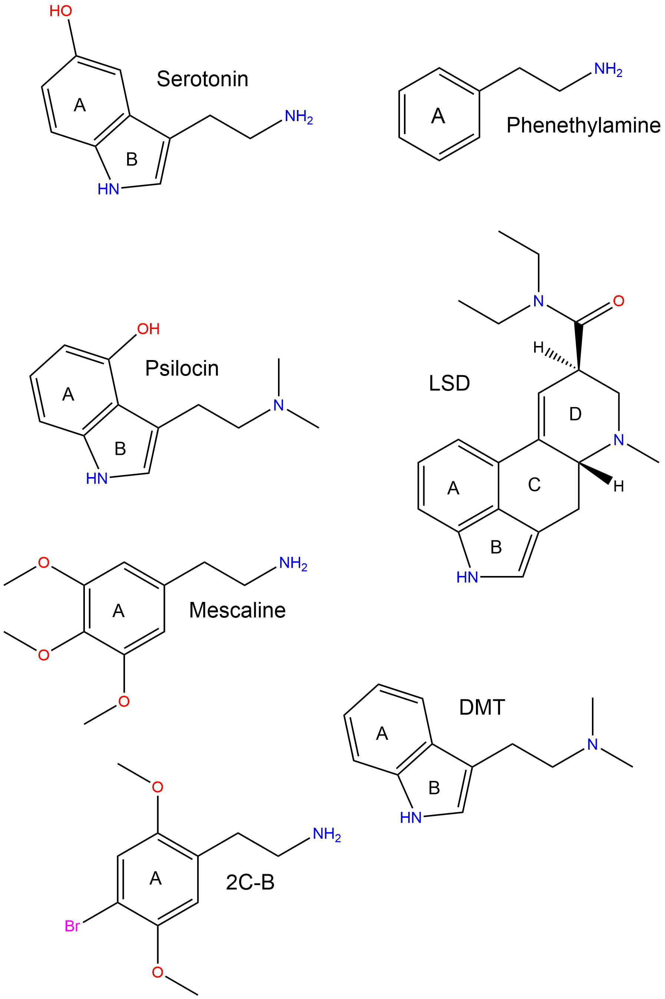 HO
Serotonin
A
NH2
B
HN
NH2
A
Phenethylamine
N
O
H
LSD
D
N
A
C
H
B
HN
OH
Psilocin
A
N
B
HN
O
NH2
A
Mescaline
O
O
DMT
A
N
B
HN
O
NH2
A
2C-B
Br
O